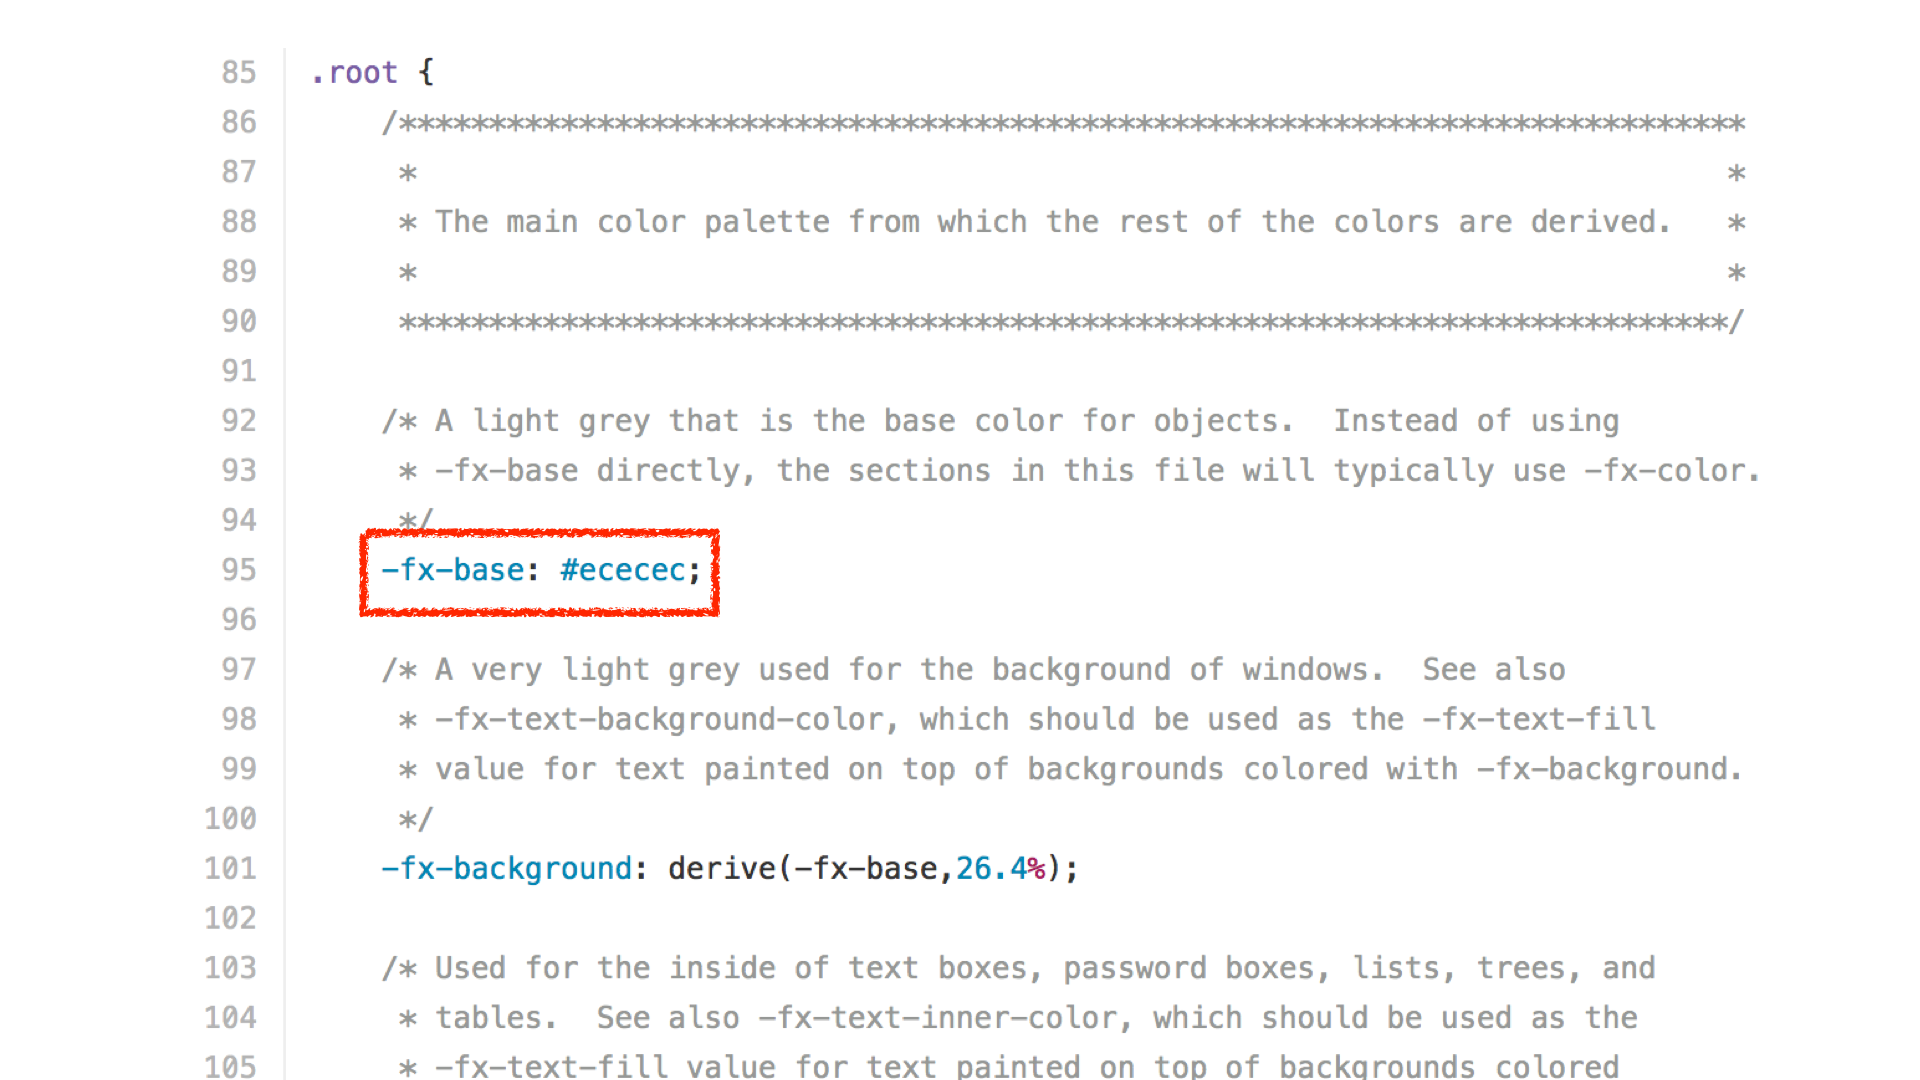 85 .root {
86 /***************************************************************************
87 * *
88 * The main color palette from which the rest of the colors are derived. *
89 * *
90 **************************************************************************/
91
92 /* A light grey that is the base color for objects.  Instead of using
93 * -fx-base directly, the sections in this file will typically use -fx-color.
94 */
95 -fx-base: #ececec;
96
97 /* A very light grey used for the background of windows.  See also
98 * -fx-text-background-color, which should be used as the -fx-text-fill
99 * value for text painted on top of backgrounds colored with -fx-background.
100 */
101 -fx-background: derive(-fx-base,26.4%);
102
103 /* Used for the inside of text boxes, password boxes, lists, trees, and
104 * tables.  See also -fx-text-inner-color, which should be used as the
105 * -fx-text-fill value for text painted on top of backgrounds colored